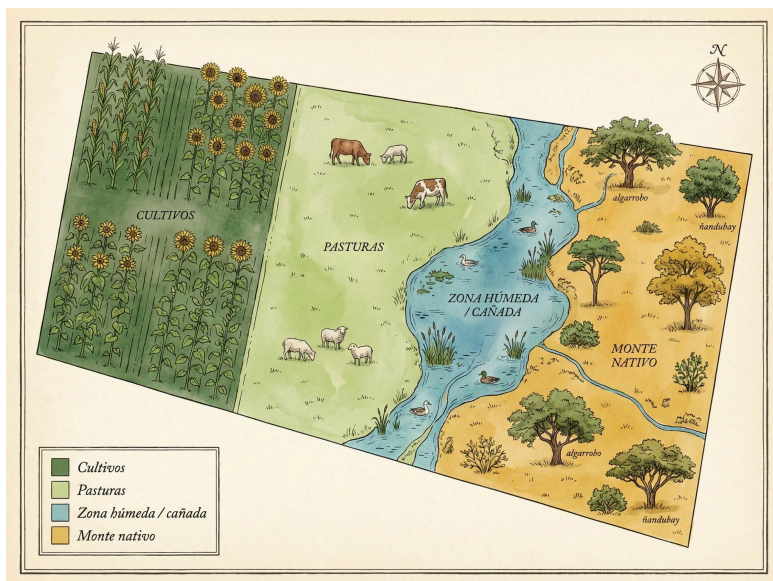 N
algarrobo
ñandubay
CULTIVOS
PASTURAS
ZONA HÚMEDA
/ CAÑADA
MONTE
NATIVO
algarrobo
ñandubay
Cultivos
Pasturas
Zona húmeda / cañada
Monte nativo